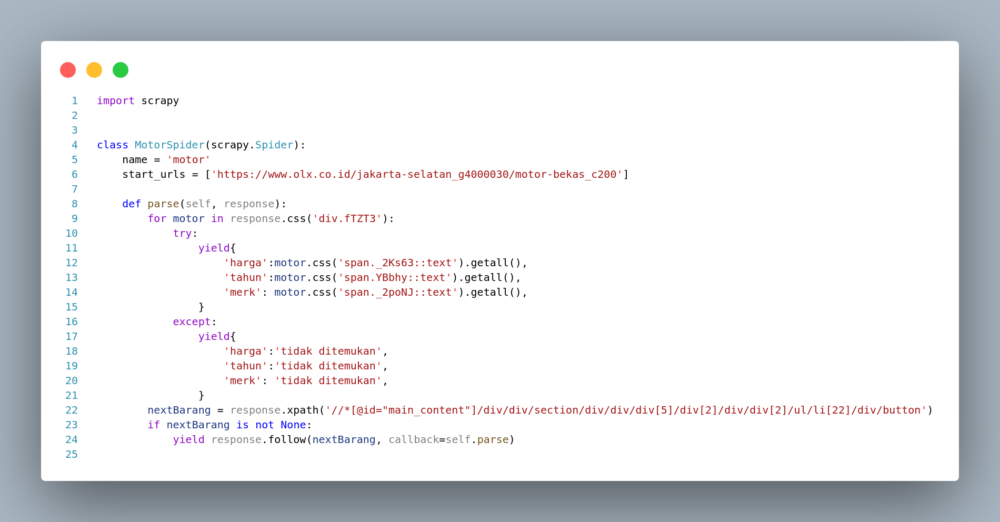 1 import scrapy
2
3
4 class MotorSpider(scrapy.Spider):
5     name = 'motor'
6     start_urls = ['https://www.olx.co.id/jakarta-selatan_g4000030/motor-bekas_c200']
7
8     def parse(self, response):
9         for motor in response.css('div.fTZT3'):
10             try:
11                 yield{
12                     'harga':motor.css('span._2Ks63::text').getall(),
13                     'tahun':motor.css('span.YBbhy::text').getall(),
14                     'merk': motor.css('span._2poNJ::text').getall(),
15                 }
16             except:
17                 yield{
18                     'harga':'tidak ditemukan',
19                     'tahun':'tidak ditemukan',
20                     'merk': 'tidak ditemukan',
21                 }
22         nextBarang = response.xpath('//*[@id="main_content"]/div/div/section/div/div/div[5]/div[2]/div/div[2]/ul/li[22]/div/button')
23         if nextBarang is not None:
24             yield response.follow(nextBarang, callback=self.parse)
25